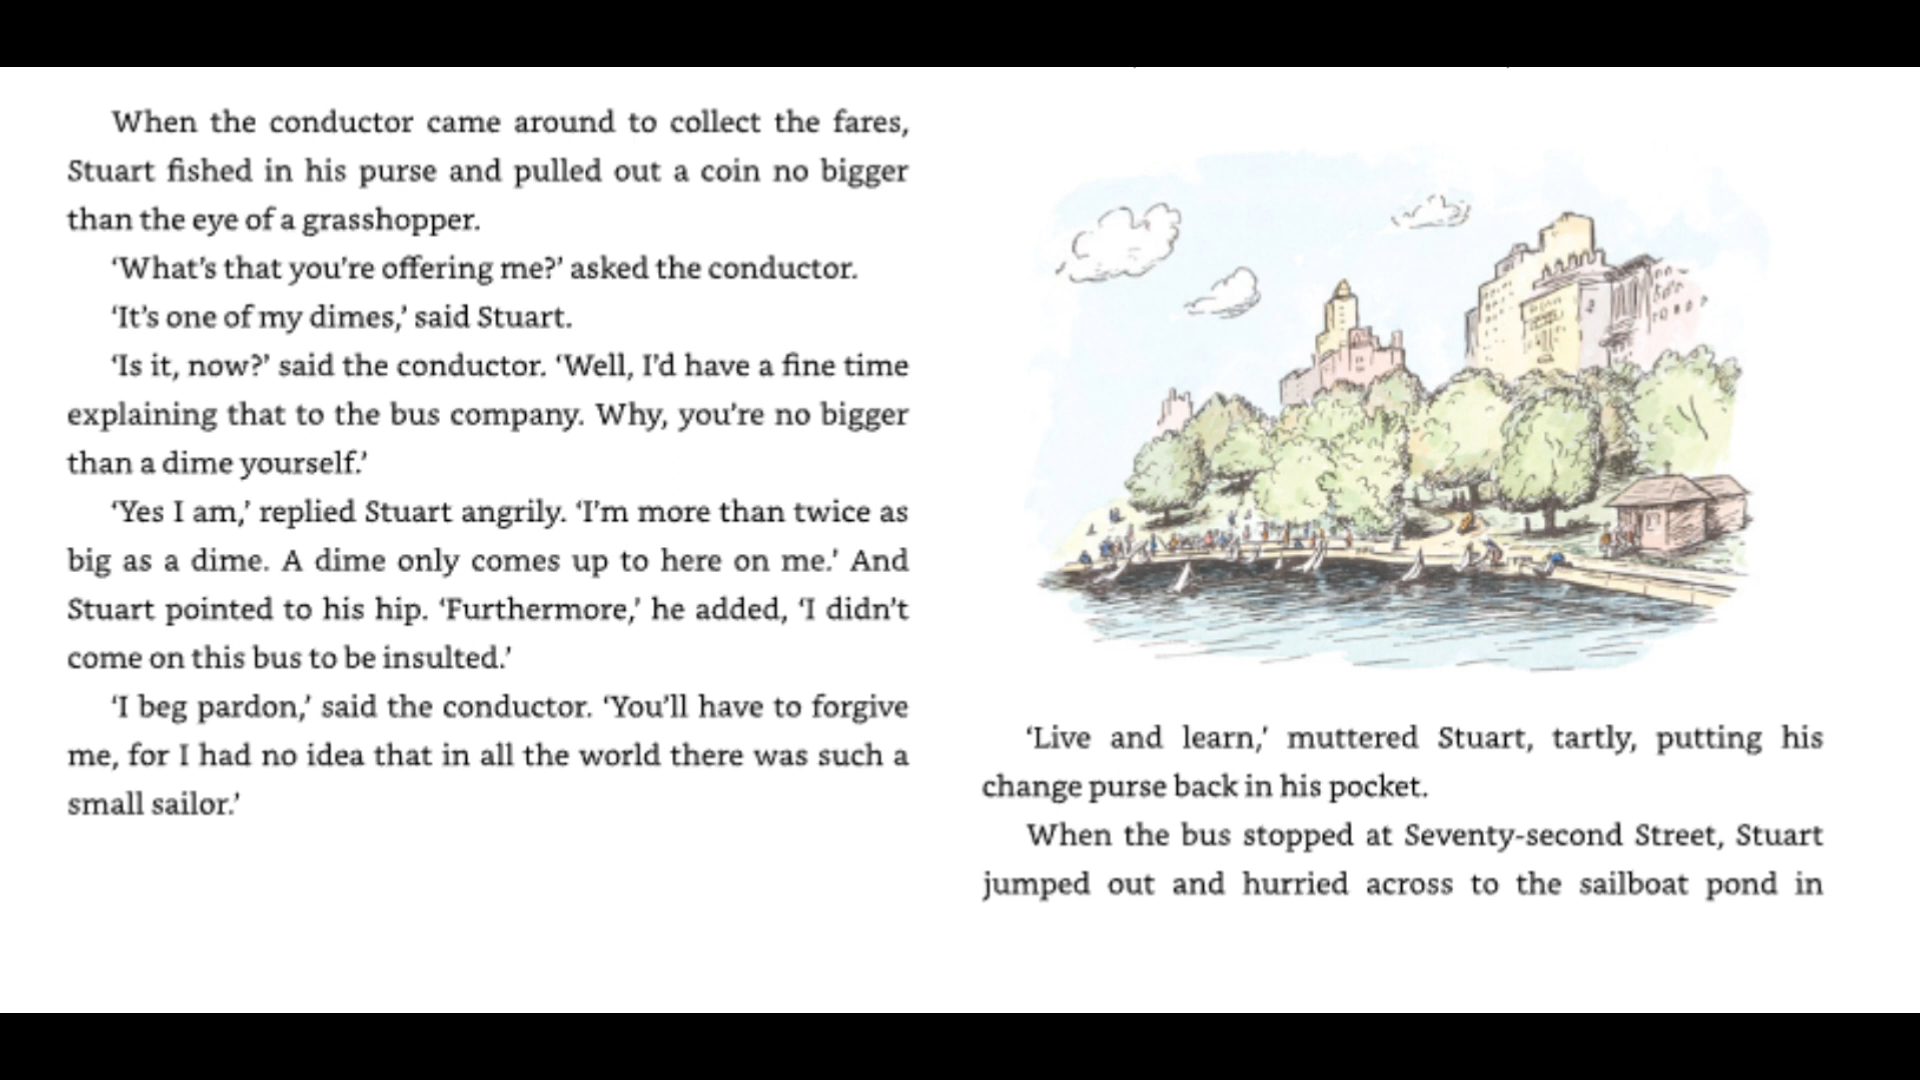 When the conductor came around to collect the fares,
Stuart fished in his purse and pulled out a coin no bigger
than the eye of a grasshopper.
‘What’s that you’re offering me?’ asked the conductor.
‘It’s one of my dimes,’ said Stuart.
‘Is it, now?’ said the conductor. ‘Well, I’d have a fine time
explaining that to the bus company. Why, you’re no bigger
than a dime yourself.’
‘Yes I am,’ replied Stuart angrily. ‘I’m more than twice as
big as a dime. A dime only comes up to here on me.’ And
Stuart pointed to his hip. ‘Furthermore,’ he added, ‘I didn’t
come on this bus to be insulted.’
‘I beg pardon,’ said the conductor. ‘You’ll have to forgive
me, for I had no idea that in all the world there was such a
small sailor.’
‘Live and learn,’ muttered Stuart, tartly, putting his
change purse back in his pocket.
When the bus stopped at Seventy-second Street, Stuart
jumped out and hurried across to the sailboat pond in